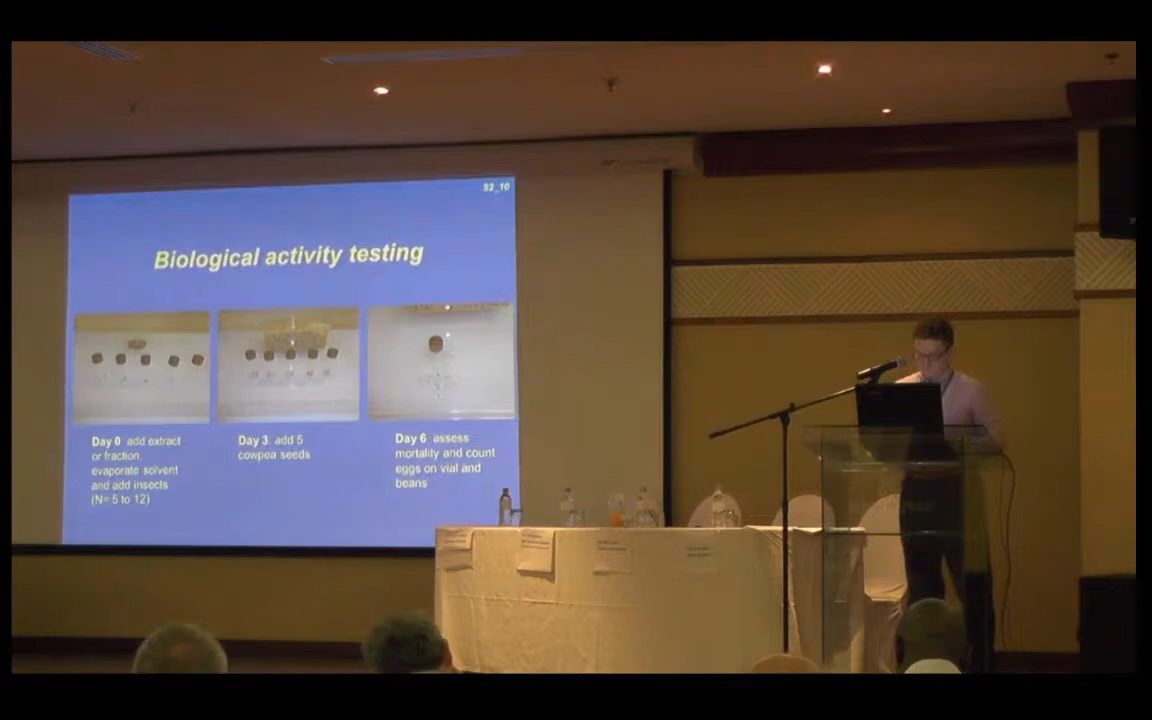 S2_10
Biological activity testing
Day 0 add extract
or fraction,
evaporate solvent
and add insects
(N= 5 to 12)
Day 3. add 5
cowpea seeds
Day 6 assess
mortality and count
eggs on vial and
beans